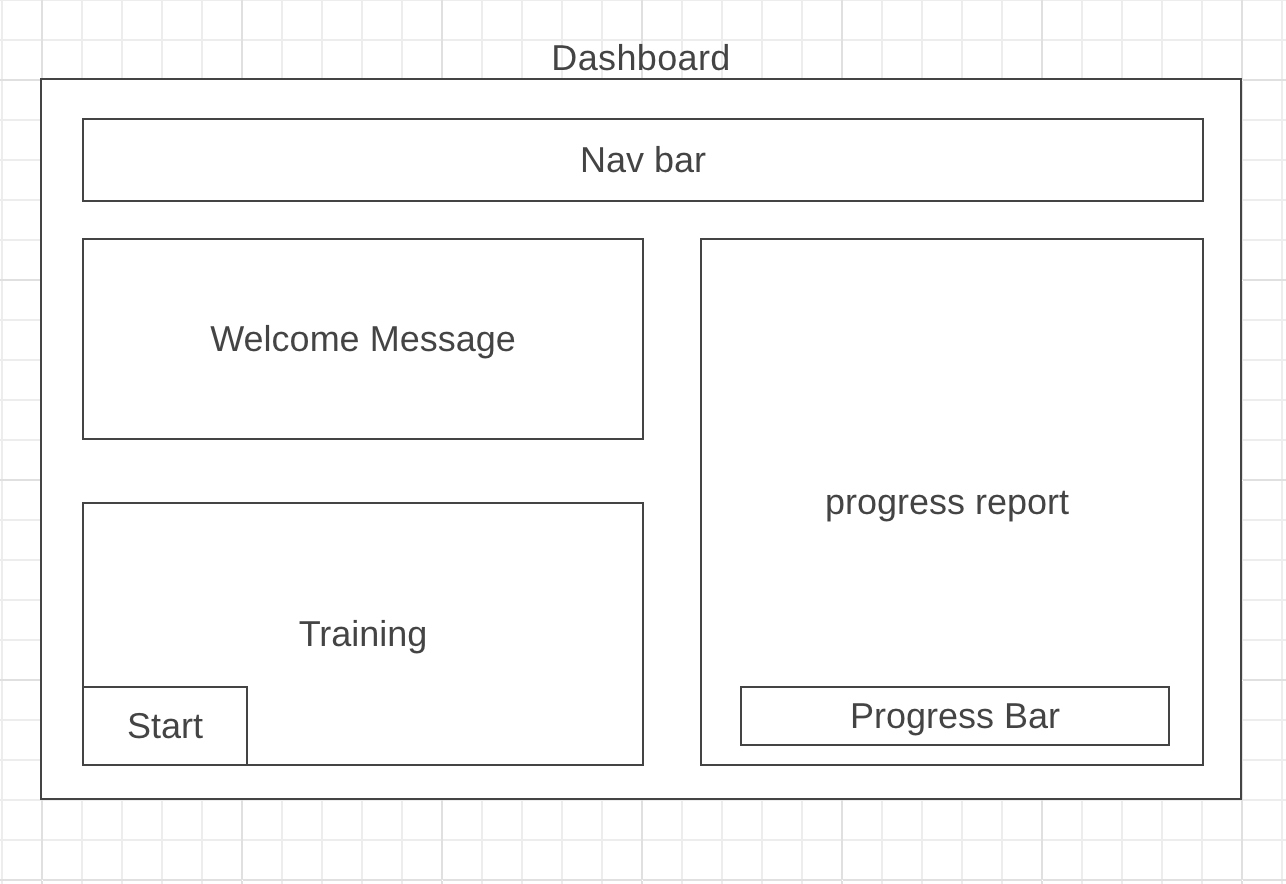 Dashboard
Nav bar
Welcome Message
progress report
Training
Start
Progress Bar